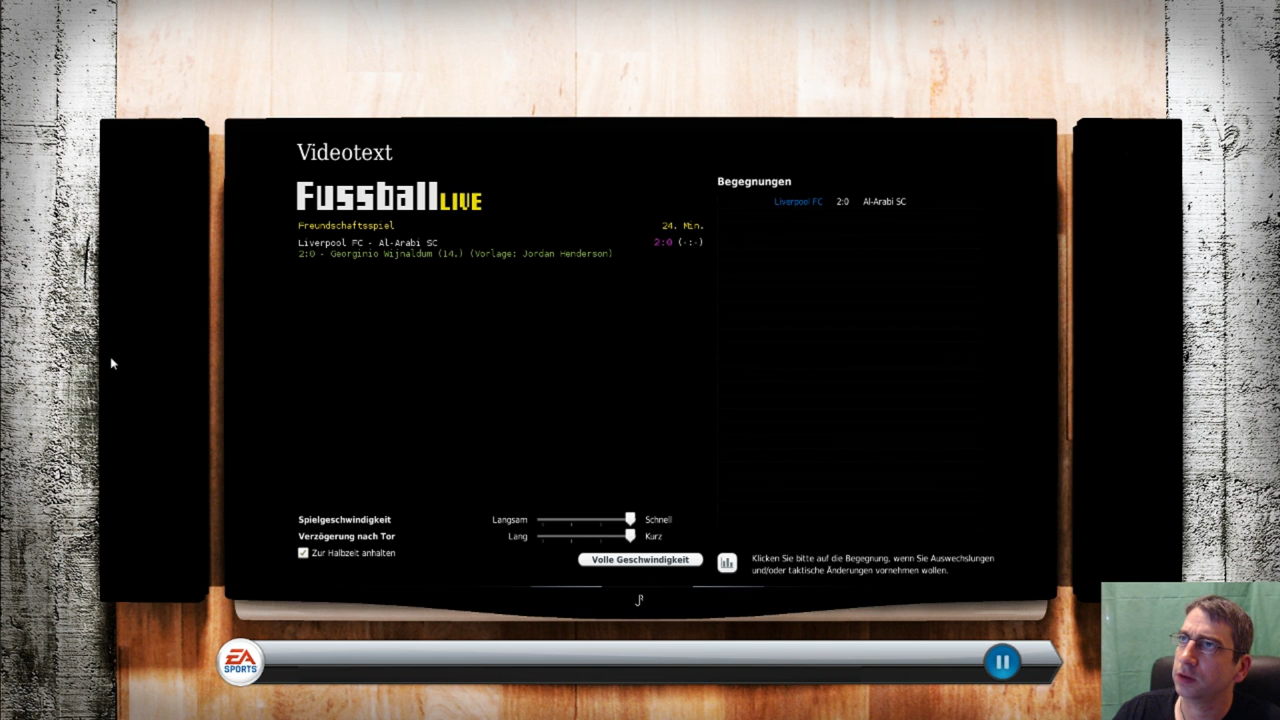 Videotext
Fussball LIVE
Freundschaftsspiel 24. Min.
Liverpool FC - Al-Arabi SC 2:0 (-:-)
2:0 - Georginio Wijnaldum (14.) (Vorlage: Jordan Henderson)
Begegnungen
Liverpool FC 2:0 Al-Arabi SC
Spielgeschwindigkeit Langsam Schnell
Verzögerung nach Tor Lang Kurz
Zur Halbzeit anhalten
Volle Geschwindigkeit
Klicken Sie bitte auf die Begegnung, wenn Sie Auswechslungen
und/oder taktische Änderungen vornehmen wollen.
EA
SPORTS